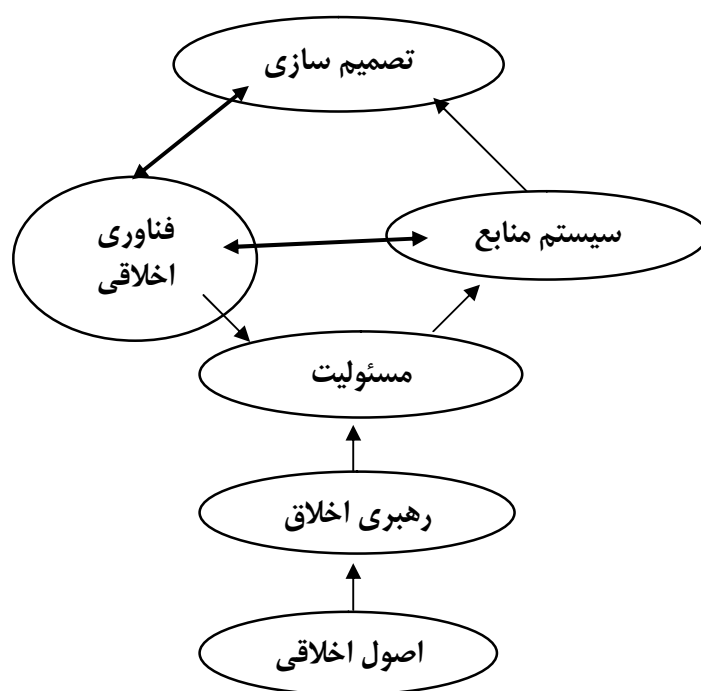 تصمیم سازی
فناوری
اخلاقی
سیستم منابع
مسئولیت
رهبری اخلاق
اصول اخلاقی